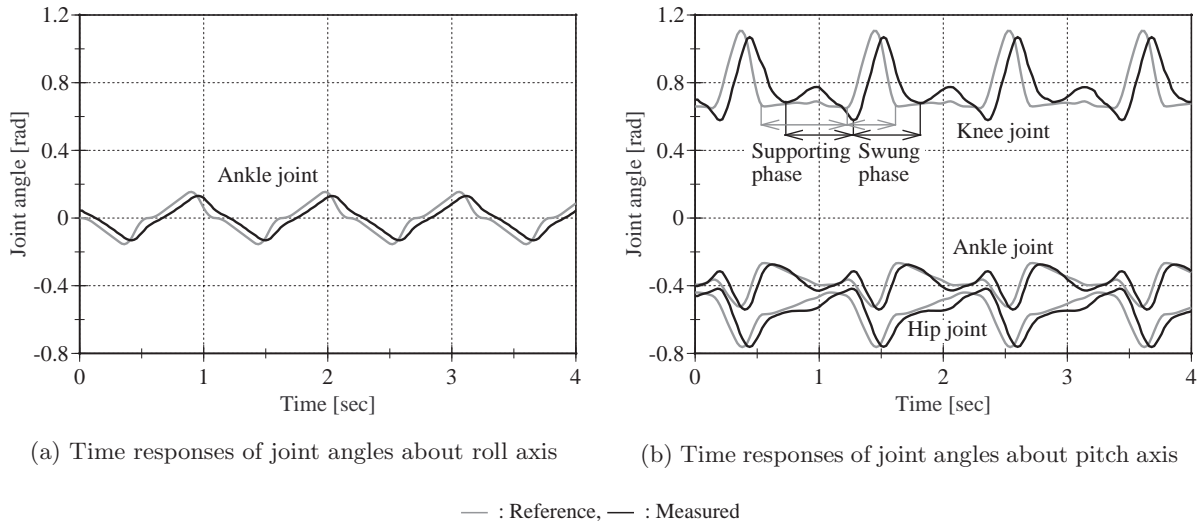 1.2
0.8
0.4
0
-0.4
-0.8
Joint angle [rad]
Ankle joint
0 1 2 3 4
Time [sec]
(a) Time responses of joint angles about roll axis
1.2
0.8
0.4
0
-0.4
-0.8
Joint angle [rad]
Knee joint
Supporting phase
Swung phase
Ankle joint
Hip joint
0 1 2 3 4
Time [sec]
(b) Time responses of joint angles about pitch axis
: Reference, : Measured